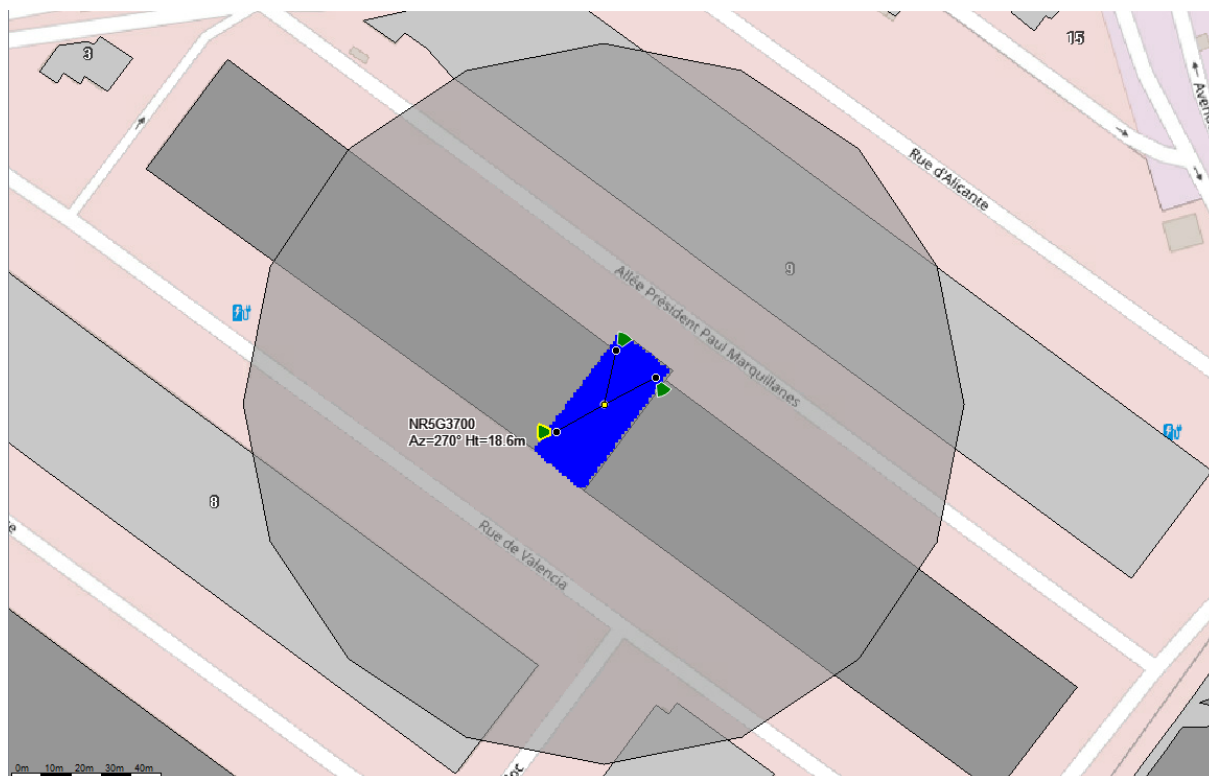 3
15
Avenu
Rue d'Alicante
9
Allée Président Paul Marquillanes
NR5G3700
Az=270° Ht=18.6m
8
Rue de Valencia
0m 10m 20m 30m 40m